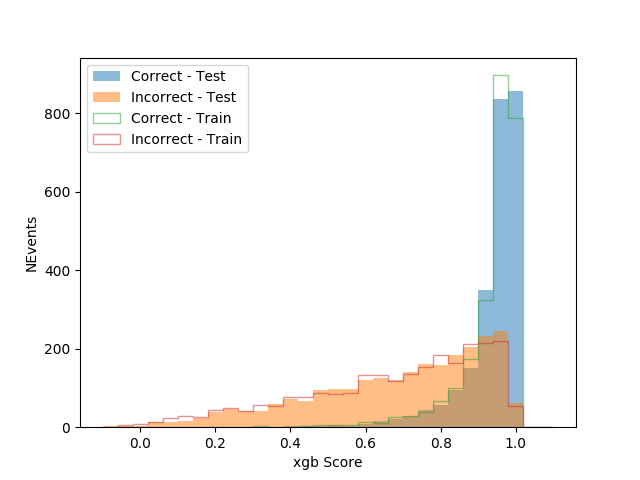 Correct - Test
Incorrect - Test
Correct - Train
Incorrect - Train
NEvents
800
600
400
200
0
0.0 0.2 0.4 0.6 0.8 1.0
xgb Score